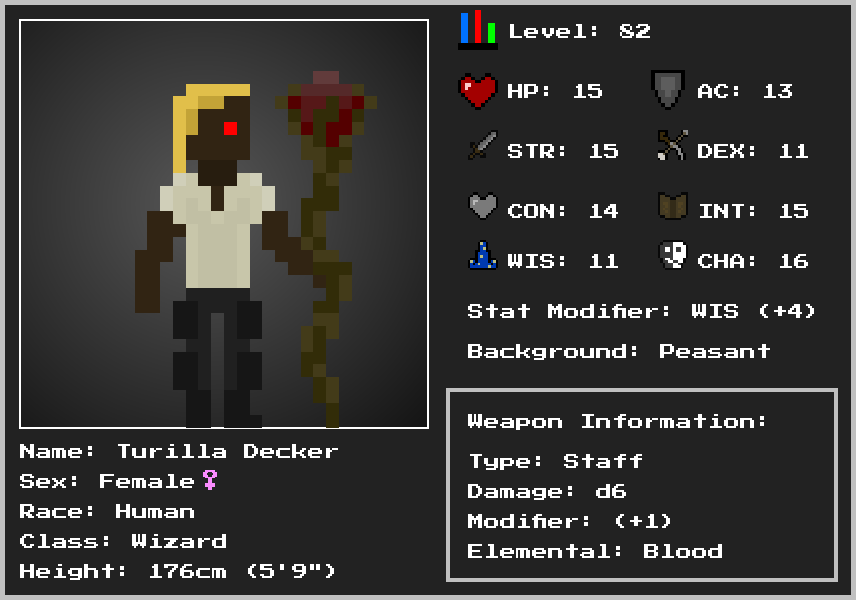 Level: 82
HP: 15 AC: 13
STR: 15 DEX: 11
CON: 14 INT: 15
WIS: 11 CHA: 16
Stat Modifier: WIS (+4)
Background: Peasant
Weapon Information:
Type: Staff
Damage: d6
Modifier: (+1)
Elemental: Blood
Name: Turilla Decker
Sex: Female♀
Race: Human
Class: Wizard
Height: 176cm (5'9")